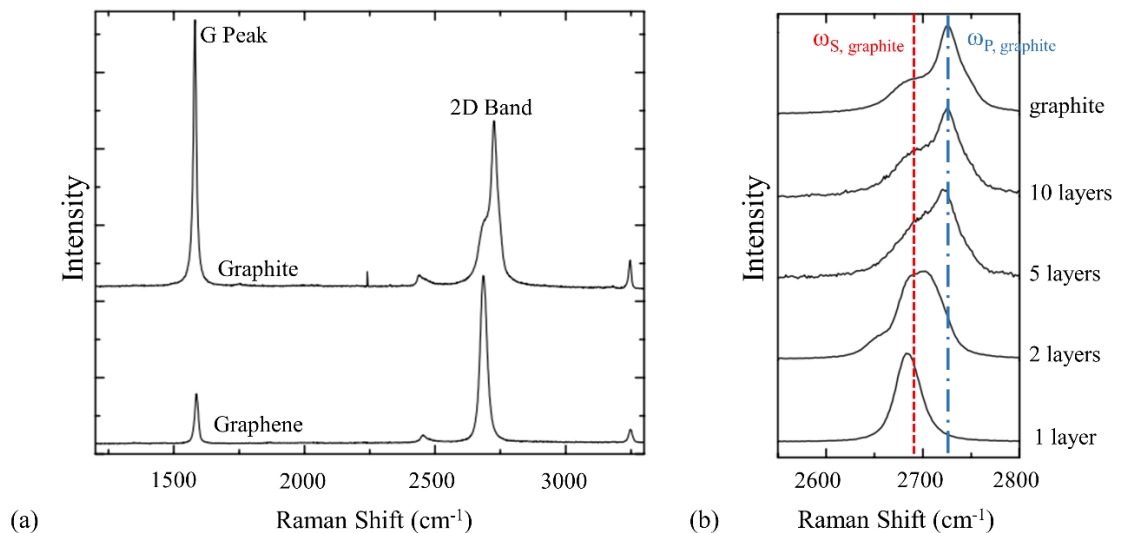 G Peak
2D Band
Graphite
Graphene
Intensity
1500 2000 2500 3000
Raman Shift (cm⁻¹)
(a)
ωS, graphite
ωP, graphite
graphite
10 layers
5 layers
2 layers
1 layer
Intensity
2600 2700 2800
Raman Shift (cm⁻¹)
(b)